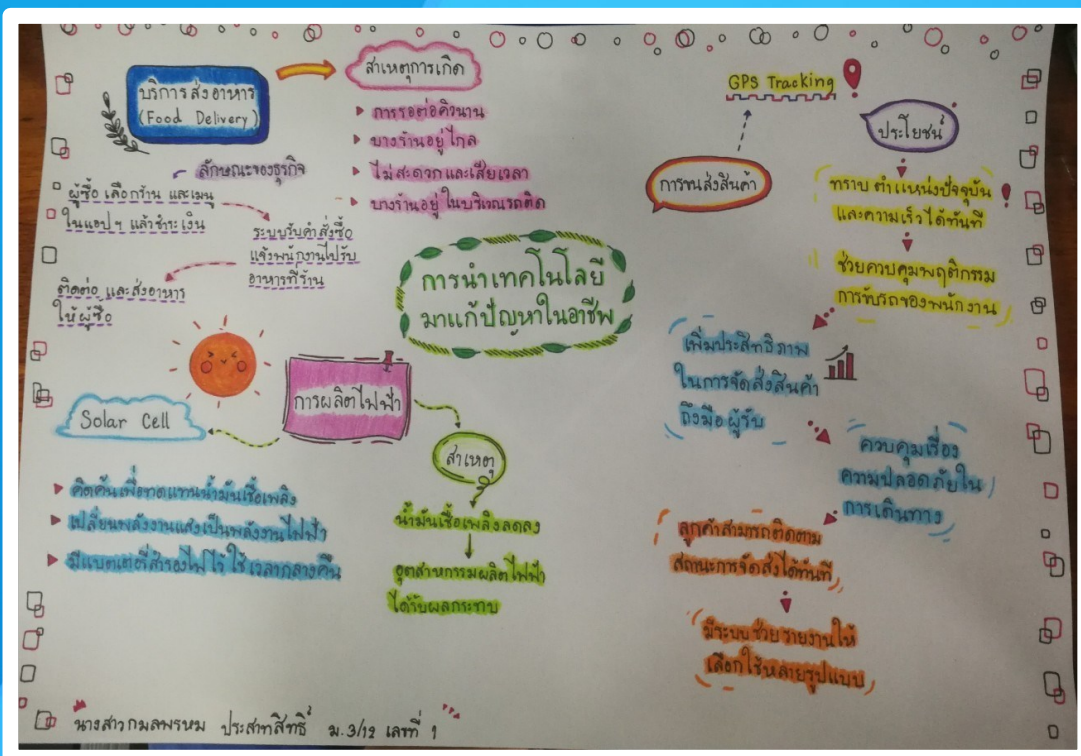 บริการส่งอาหาร
(Food Delivery)
สาเหตุการเกิด
การรอต่อคิวนาน
บางร้านอยู่ไกล
ไม่สะดวกและเสียเวลา
บางร้านอยู่ในบริเวณรถติด
ลักษณะของธุรกิจ
ผู้ซื้อเลือกร้าน และเมนู
ในแอปฯ แล้วชำระเงิน
ระบบรับคำสั่งซื้อ
แจ้งพนักงานไปรับ
อาหารที่ร้าน
ติดต่อ และส่งอาหาร
ให้ผู้ซื้อ
การนำเทคโนโลยี
มาแก้ปัญหาในอาชีพ
GPS Tracking
การขนส่งสินค้า
ประโยชน์
ทราบตำแหน่งปัจจุบัน
และความเร็วได้ทันที
ช่วยควบคุมพฤติกรรม
การขับรถของพนักงาน
เพิ่มประสิทธิภาพ
ในการจัดส่งสินค้า
ถึงมือผู้รับ
ควบคุมเรื่อง
ความปลอดภัยใน
การเดินทาง
ลูกค้าสามารถติดตาม
สถานะการจัดส่งได้ทันที
มีระบบช่วยรายงานให้
เลือกใช้หลายรูปแบบ
การผลิตไฟฟ้า
Solar Cell
คิดค้นเพื่อทดแทนน้ำมันเชื้อเพลิง
เปลี่ยนพลังงานแสงเป็นพลังงานไฟฟ้า
มีแบตเตอรี่สำรองไฟไว้ใช้เวลากลางคืน
สาเหตุ
น้ำมันเชื้อเพลิงลดลง
อุตสาหกรรมผลิตไฟฟ้า
ได้รับผลกระทบ
นางสาวกมลพรหม ประสาทสิทธิ์ ม.3/12 เลขที่ 1